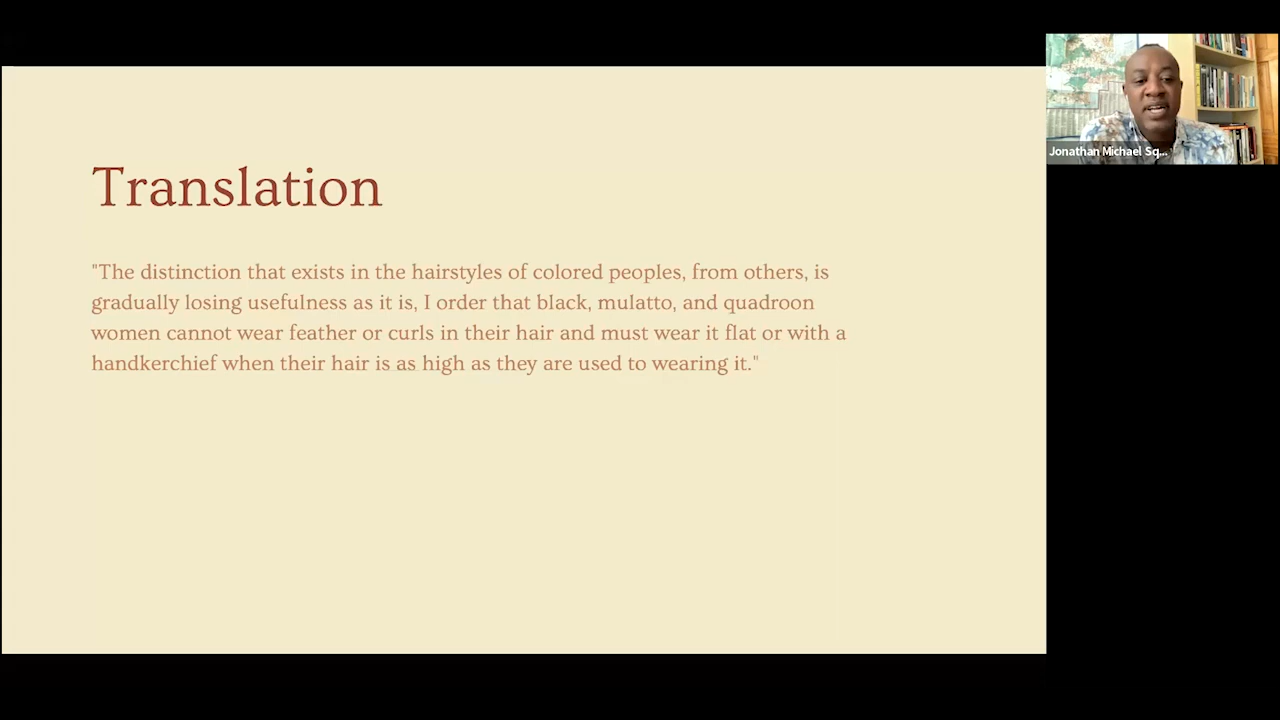 Translation
"The distinction that exists in the hairstyles of colored peoples, from others, is
gradually losing usefulness as it is, I order that black, mulatto, and quadroon
women cannot wear feather or curls in their hair and must wear it flat or with a
handkerchief when their hair is as high as they are used to wearing it."
Jonathan Michael Sq...